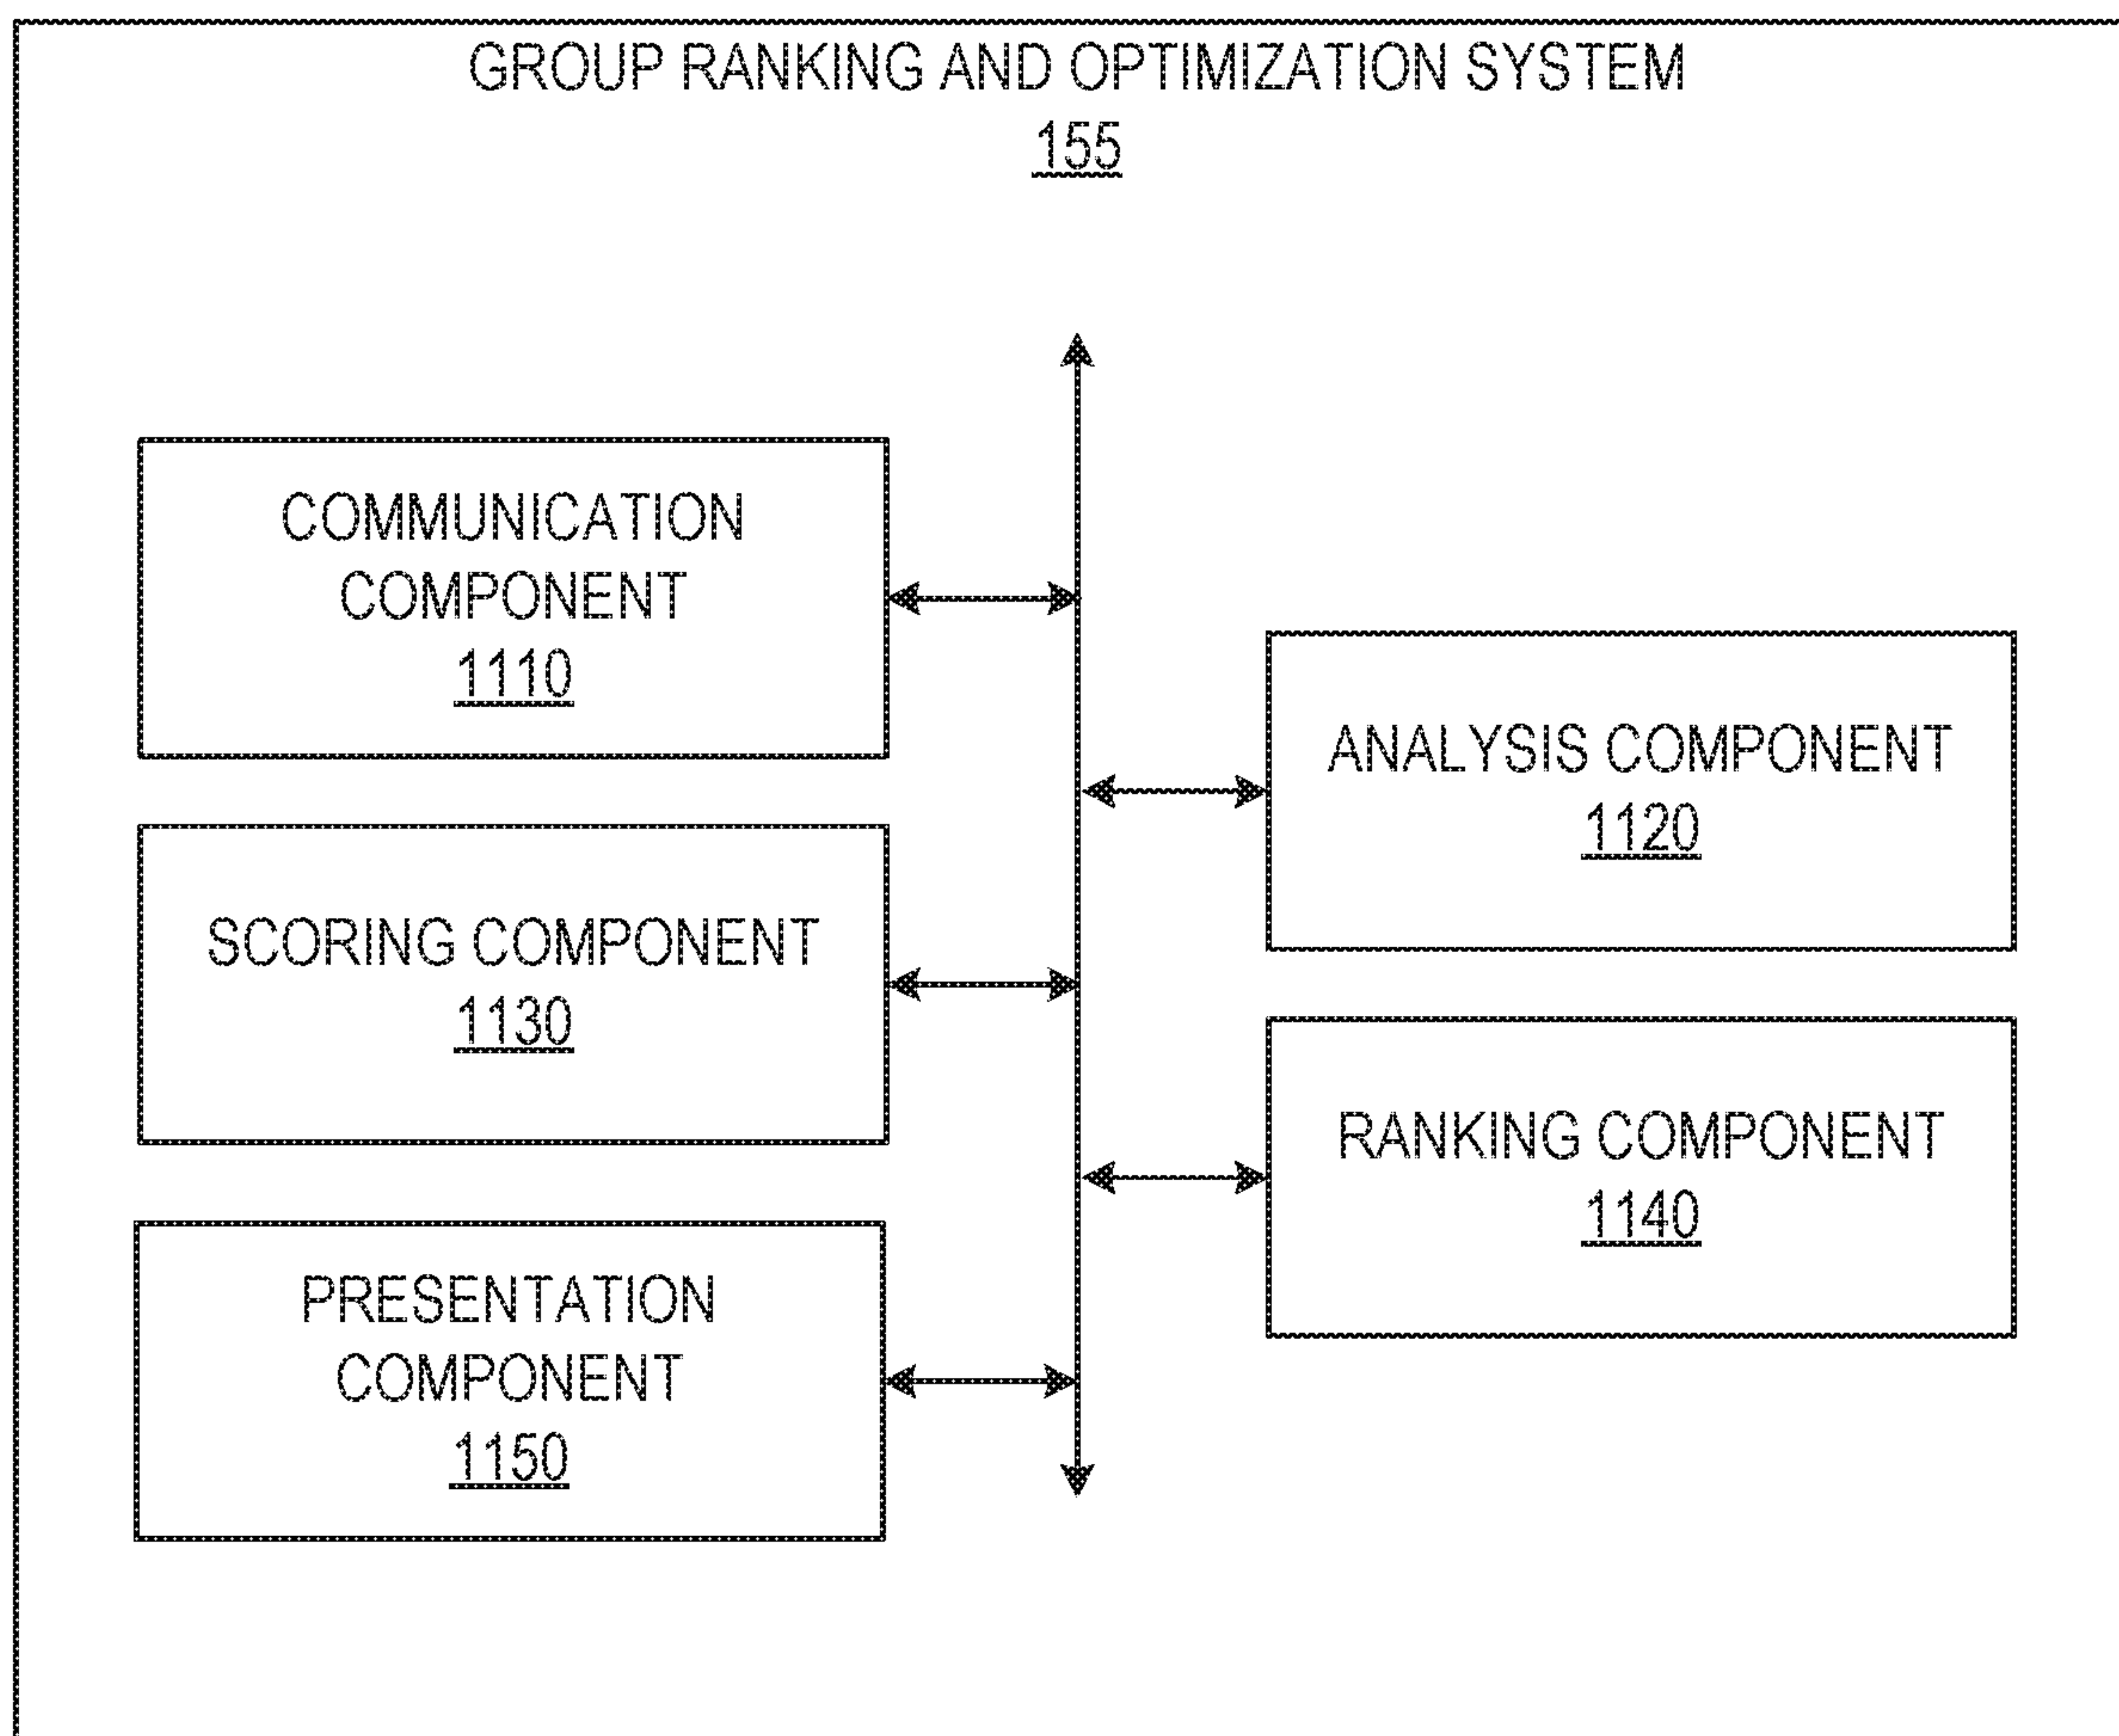 GROUP RANKING AND OPTIMIZATION SYSTEM
155
COMMUNICATION
COMPONENT
1110
ANALYSIS COMPONENT
1120
SCORING COMPONENT
1130
RANKING COMPONENT
1140
PRESENTATION
COMPONENT
1150